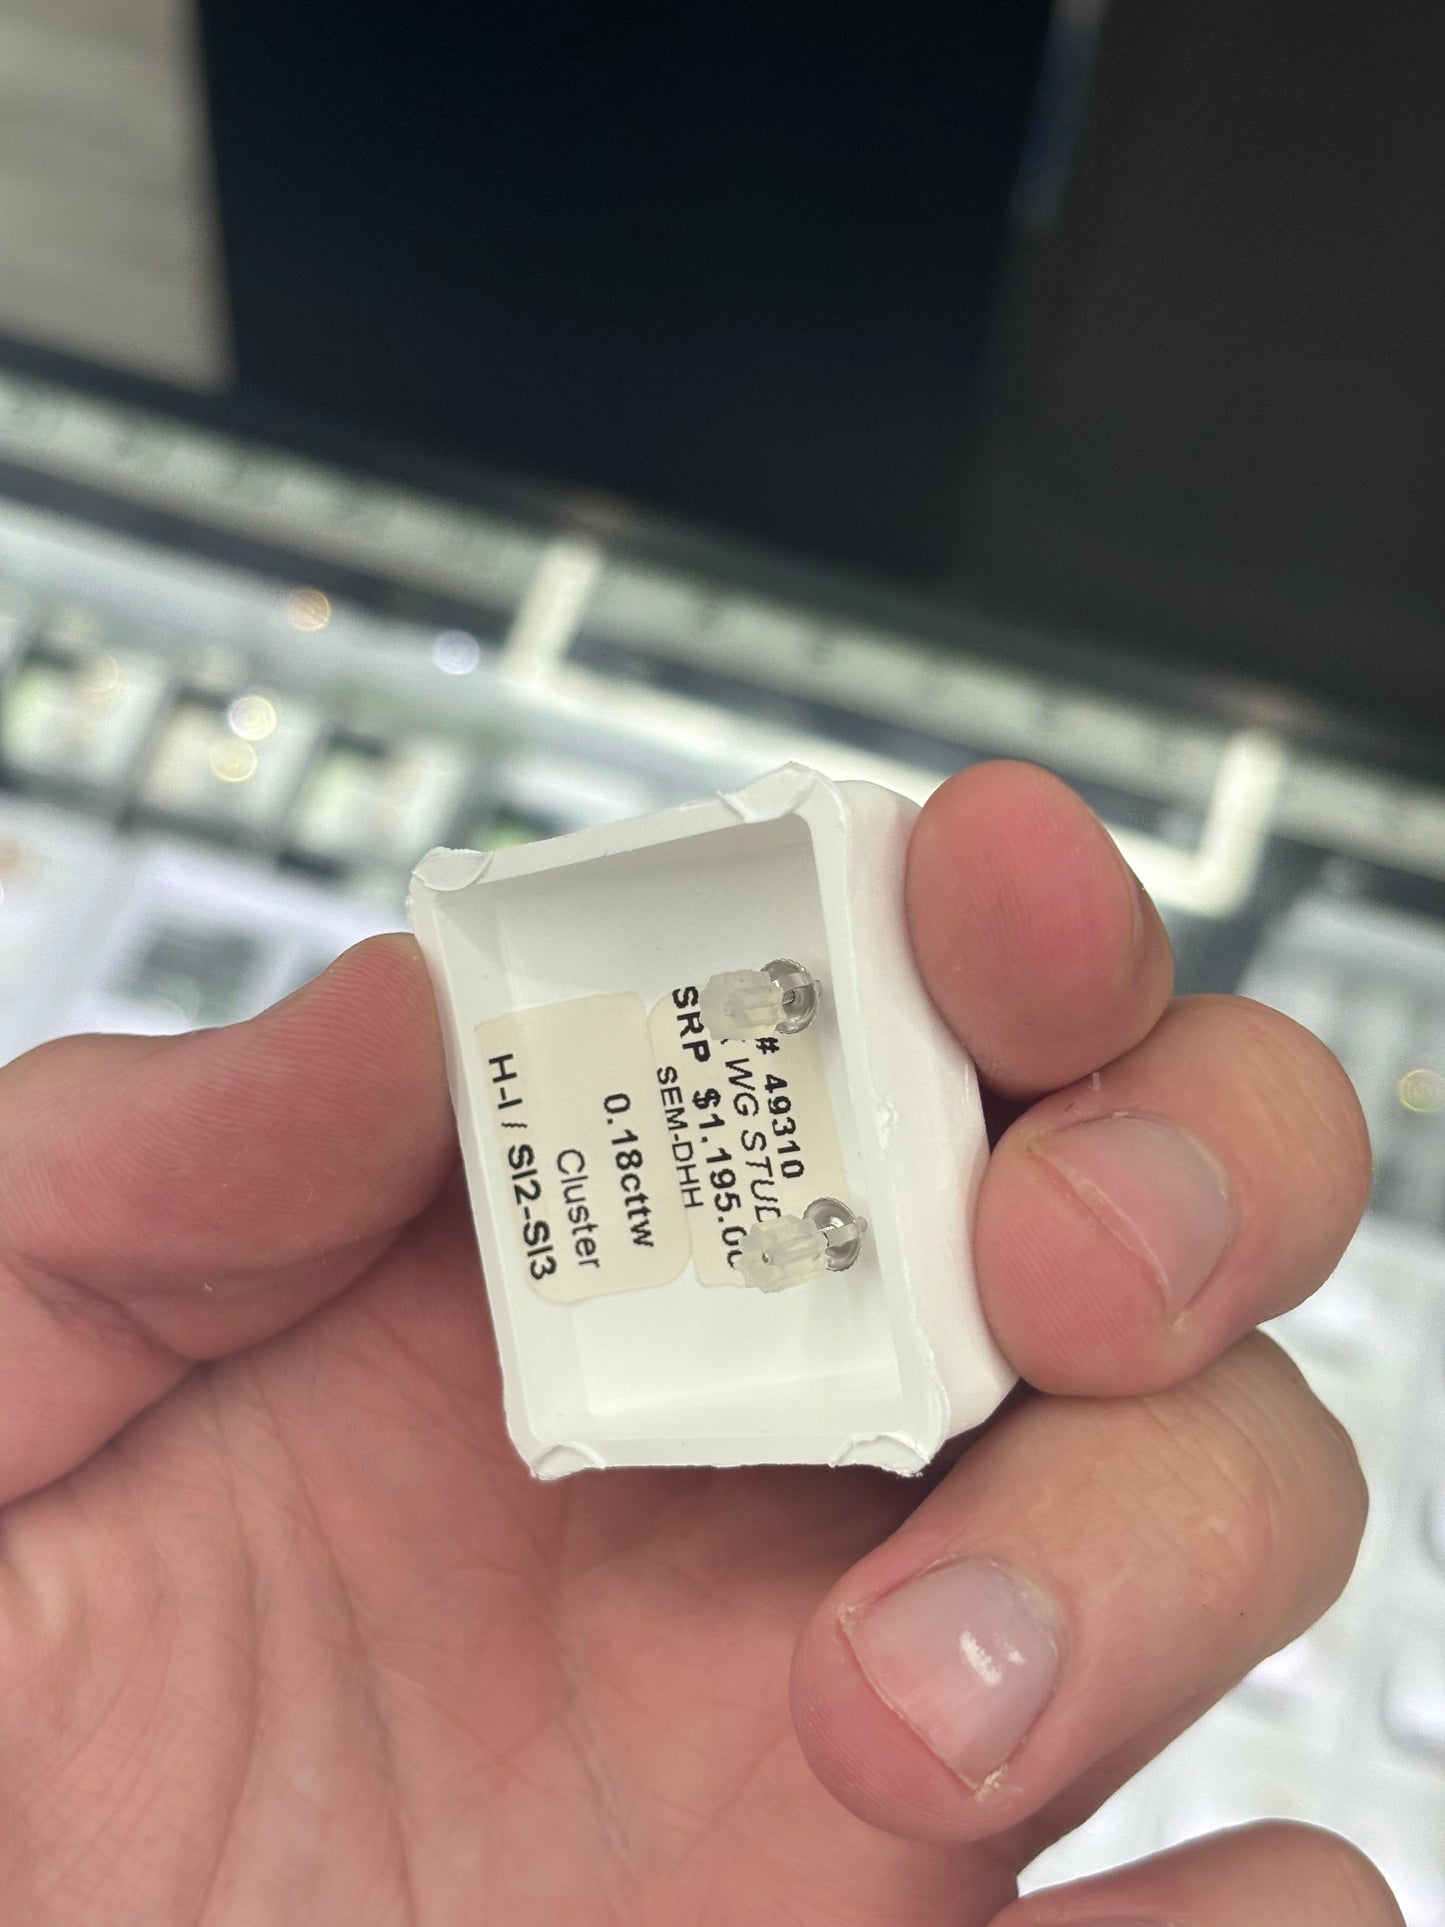 # 49310
WG STUD
SRP $1,195.00
SEM-DHH
0.18cttw
Cluster
H-I / SI2-SI3